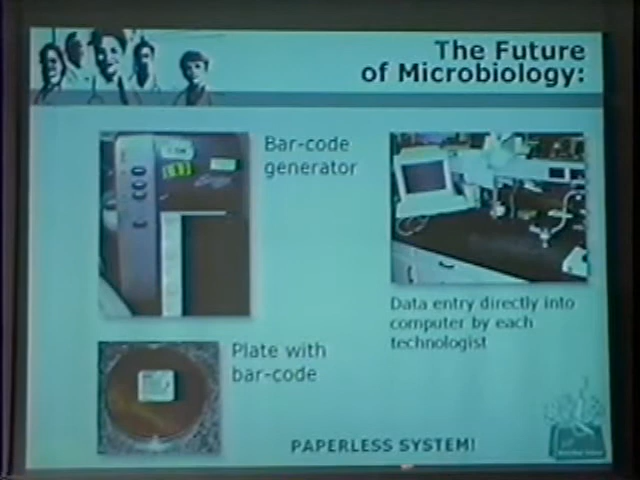 The Future
of Microbiology:
Bar-code
generator
Data entry directly into
computer by each
technologist
Plate with
bar-code
PAPERLESS SYSTEM!